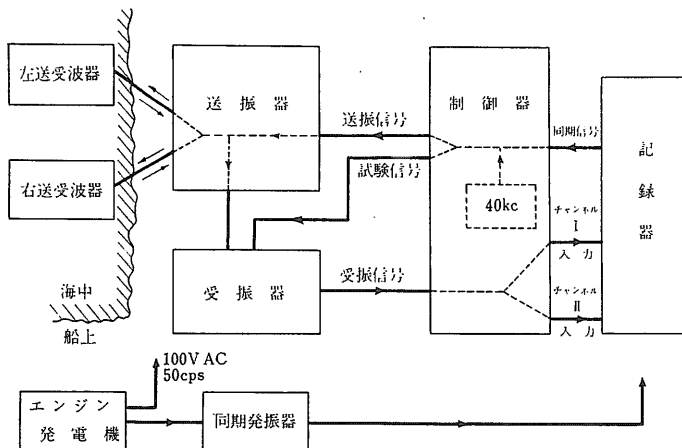 左送受波器
右送受波器
海中
船上
送振器
受振器
送振信号
試験信号
受振信号
制御器
40kc
同期信号
チャンネル
I
入力
チャンネル
II
入力
記録器
100V AC
50cps
エンジン
発電機
同期発振器